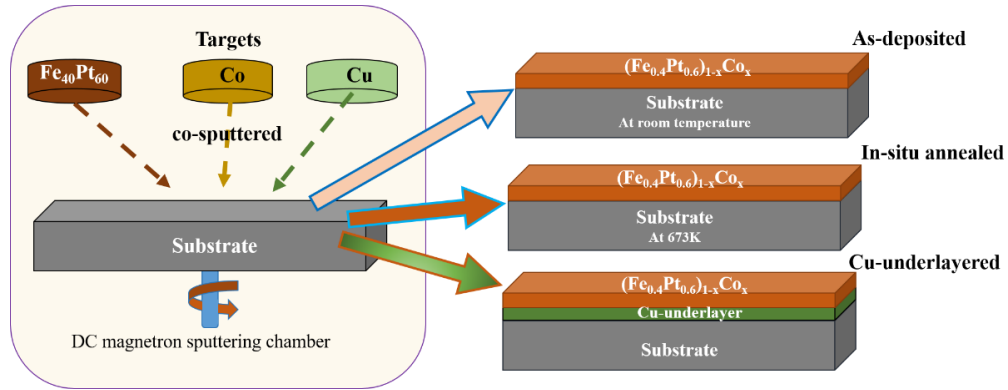 Targets
Fe₄₀Pt₆₀
Co
Cu
co-sputtered
Substrate
DC magnetron sputtering chamber
As-deposited
(Fe₀.₄Pt₀.₆)₁₋ₓCoₓ
Substrate
At room temperature
In-situ annealed
(Fe₀.₄Pt₀.₆)₁₋ₓCoₓ
Substrate
At 673K
Cu-underlayered
(Fe₀.₄Pt₀.₆)₁₋ₓCoₓ
Cu-underlayer
Substrate